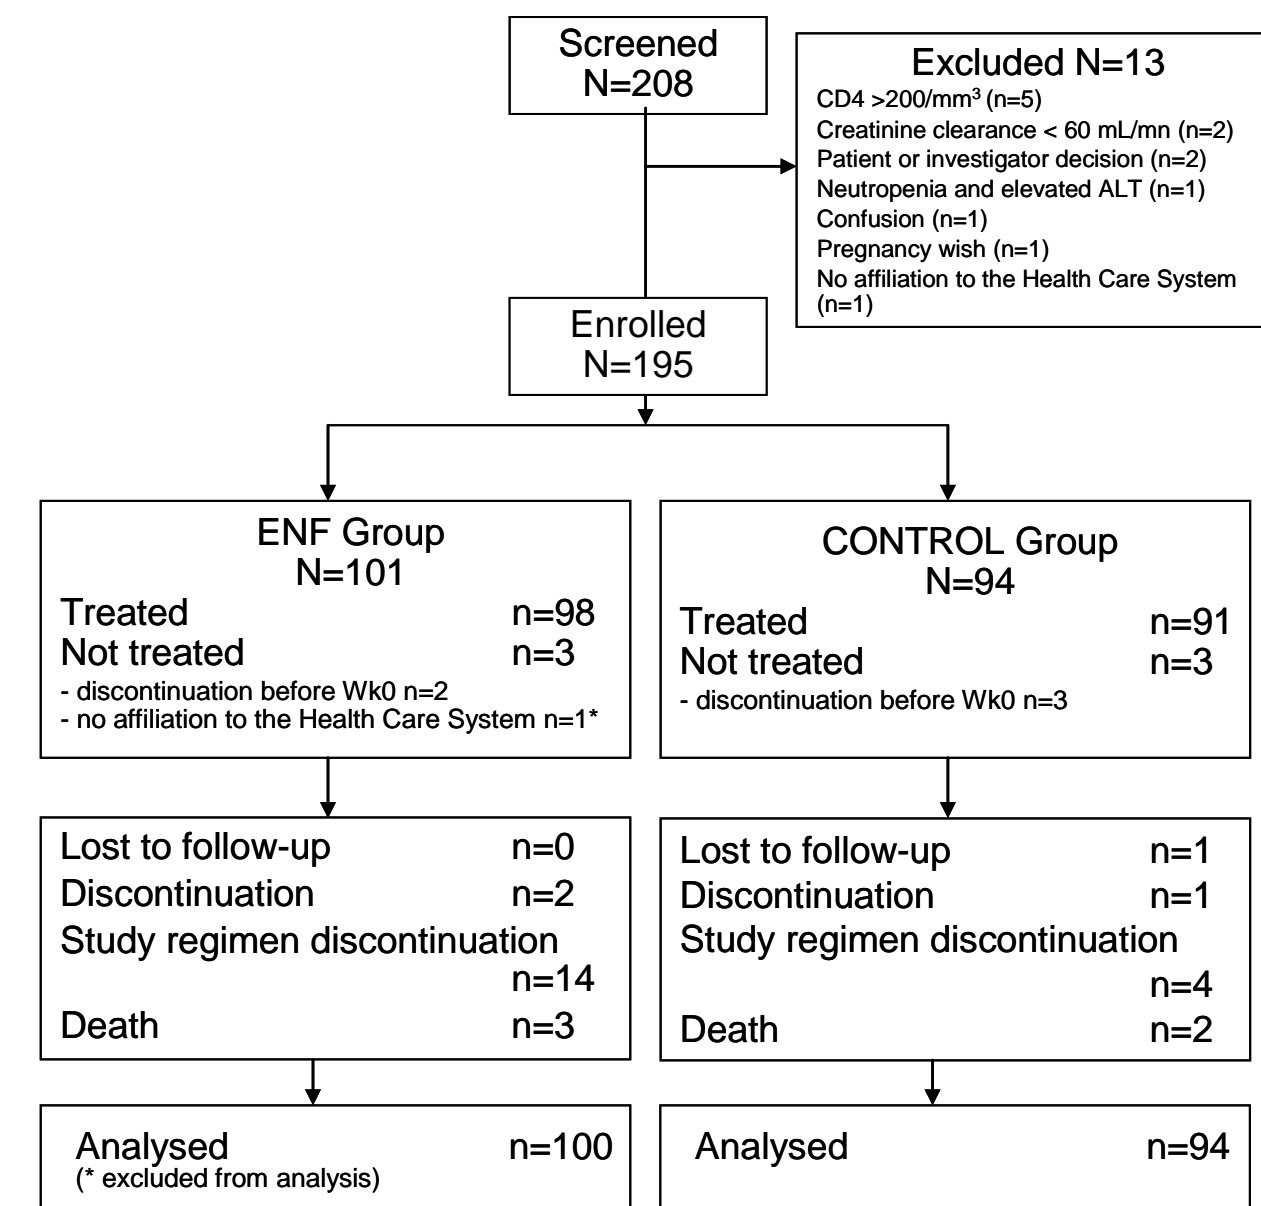 Screened
N=208
Excluded N=13
CD4 >200/mm³ (n=5)
Creatinine clearance < 60 mL/mn (n=2)
Patient or investigator decision (n=2)
Neutropenia and elevated ALT (n=1)
Confusion (n=1)
Pregnancy wish (n=1)
No affiliation to the Health Care System
(n=1)
Enrolled
N=195
ENF Group
N=101
Treated n=98
Not treated n=3
- discontinuation before Wk0 n=2
- no affiliation to the Health Care System n=1*
CONTROL Group
N=94
Treated n=91
Not treated n=3
- discontinuation before Wk0 n=3
Lost to follow-up n=0
Discontinuation n=2
Study regimen discontinuation
n=14
Death n=3
Lost to follow-up n=1
Discontinuation n=1
Study regimen discontinuation
n=4
Death n=2
Analysed n=100
(* excluded from analysis)
Analysed n=94